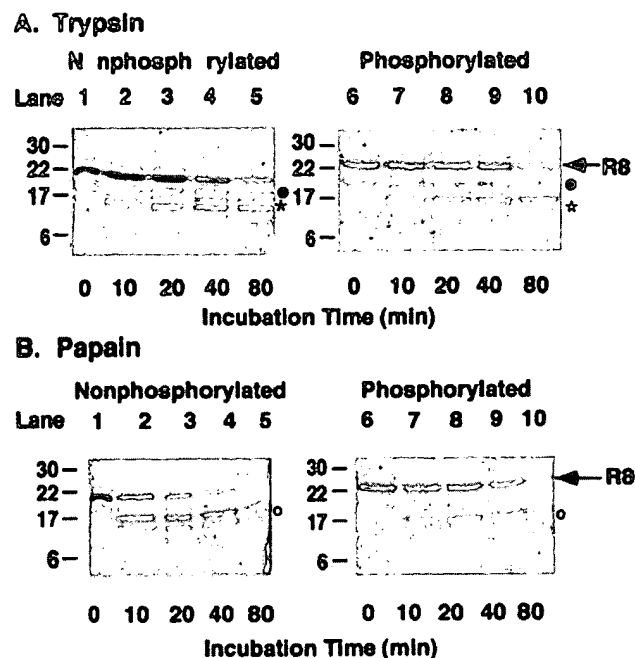 A. Trypsin
N nphosph rylated
Lane 1 2 3 4 5
30
22
17
6
0 10 20 40 80
Phosphorylated
6 7 8 9 10
30
22
17
6
R8
0 10 20 40 80
Incubation Time (min)
B. Papain
Nonphosphorylated
Lane 1 2 3 4 5
30
22
17
6
0 10 20 40 80
Phosphorylated
6 7 8 9 10
30
22
17
6
R8
0 10 20 40 80
Incubation Time (min)